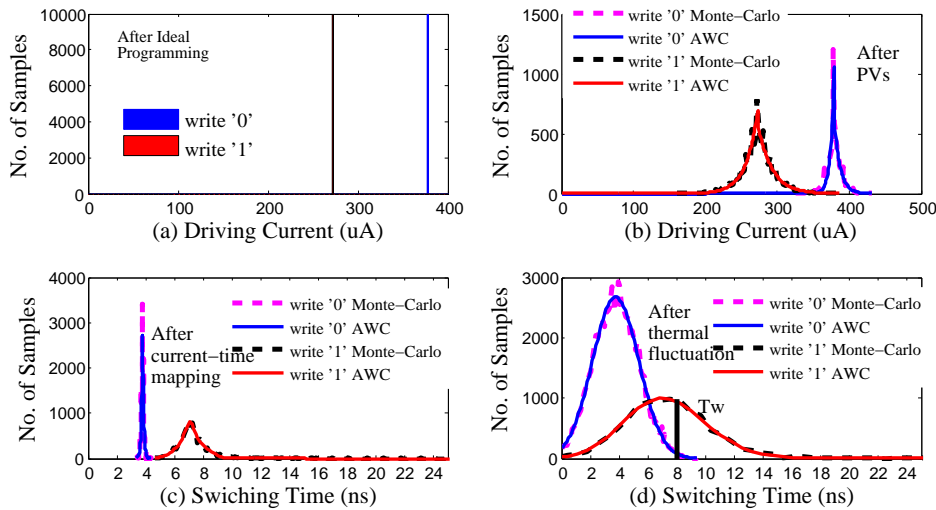 10000
8000
6000
4000
2000
0
No. of Samples
After Ideal
Programming
write '0'
write '1'
0 100 200 300 400
(a) Driving Current (uA)
1500
1000
500
0
No. of Samples
write '0' Monte-Carlo
write '0' AWC
write '1' Monte-Carlo
write '1' AWC
After
PVs
0 100 200 300 400 500
(b) Driving Current (uA)
4000
3000
2000
1000
0
No. of Samples
After
current-time
mapping
write '0' Monte-Carlo
write '0' AWC
write '1' Monte-Carlo
write '1' AWC
0 2 4 6 8 10 12 14 16 18 20 22 24
(c) Swiching Time (ns)
3000
2500
2000
1500
1000
500
0
No. of Samples
After
thermal
fluctuation
write '0' Monte-Carlo
write '0' AWC
write '1' Monte-Carlo
write '1' AWC
Tw
0 2 4 6 8 10 12 14 16 18 20 22 24
(d) Switching Time (ns)